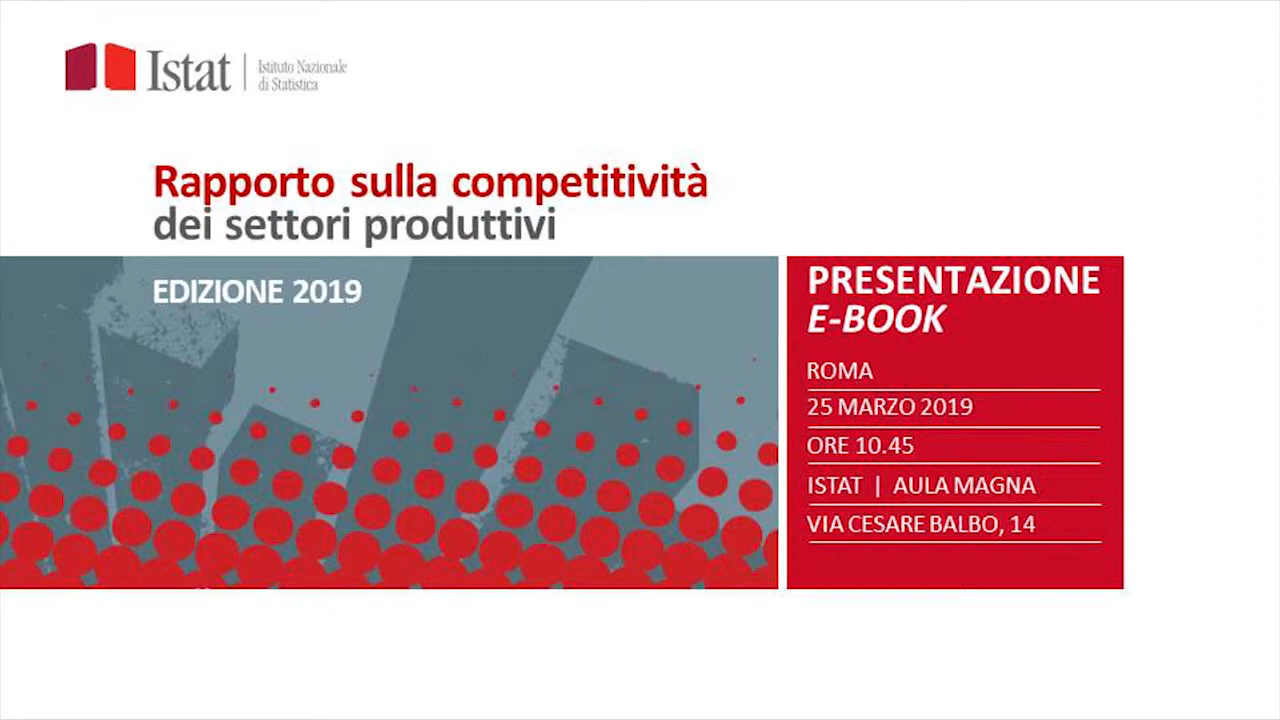 Istat
Istituto Nazionale
di Statistica
Rapporto sulla competitività
dei settori produttivi
EDIZIONE 2019
PRESENTAZIONE
E-BOOK
ROMA
25 MARZO 2019
ORE 10.45
ISTAT | AULA MAGNA
VIA CESARE BALBO, 14